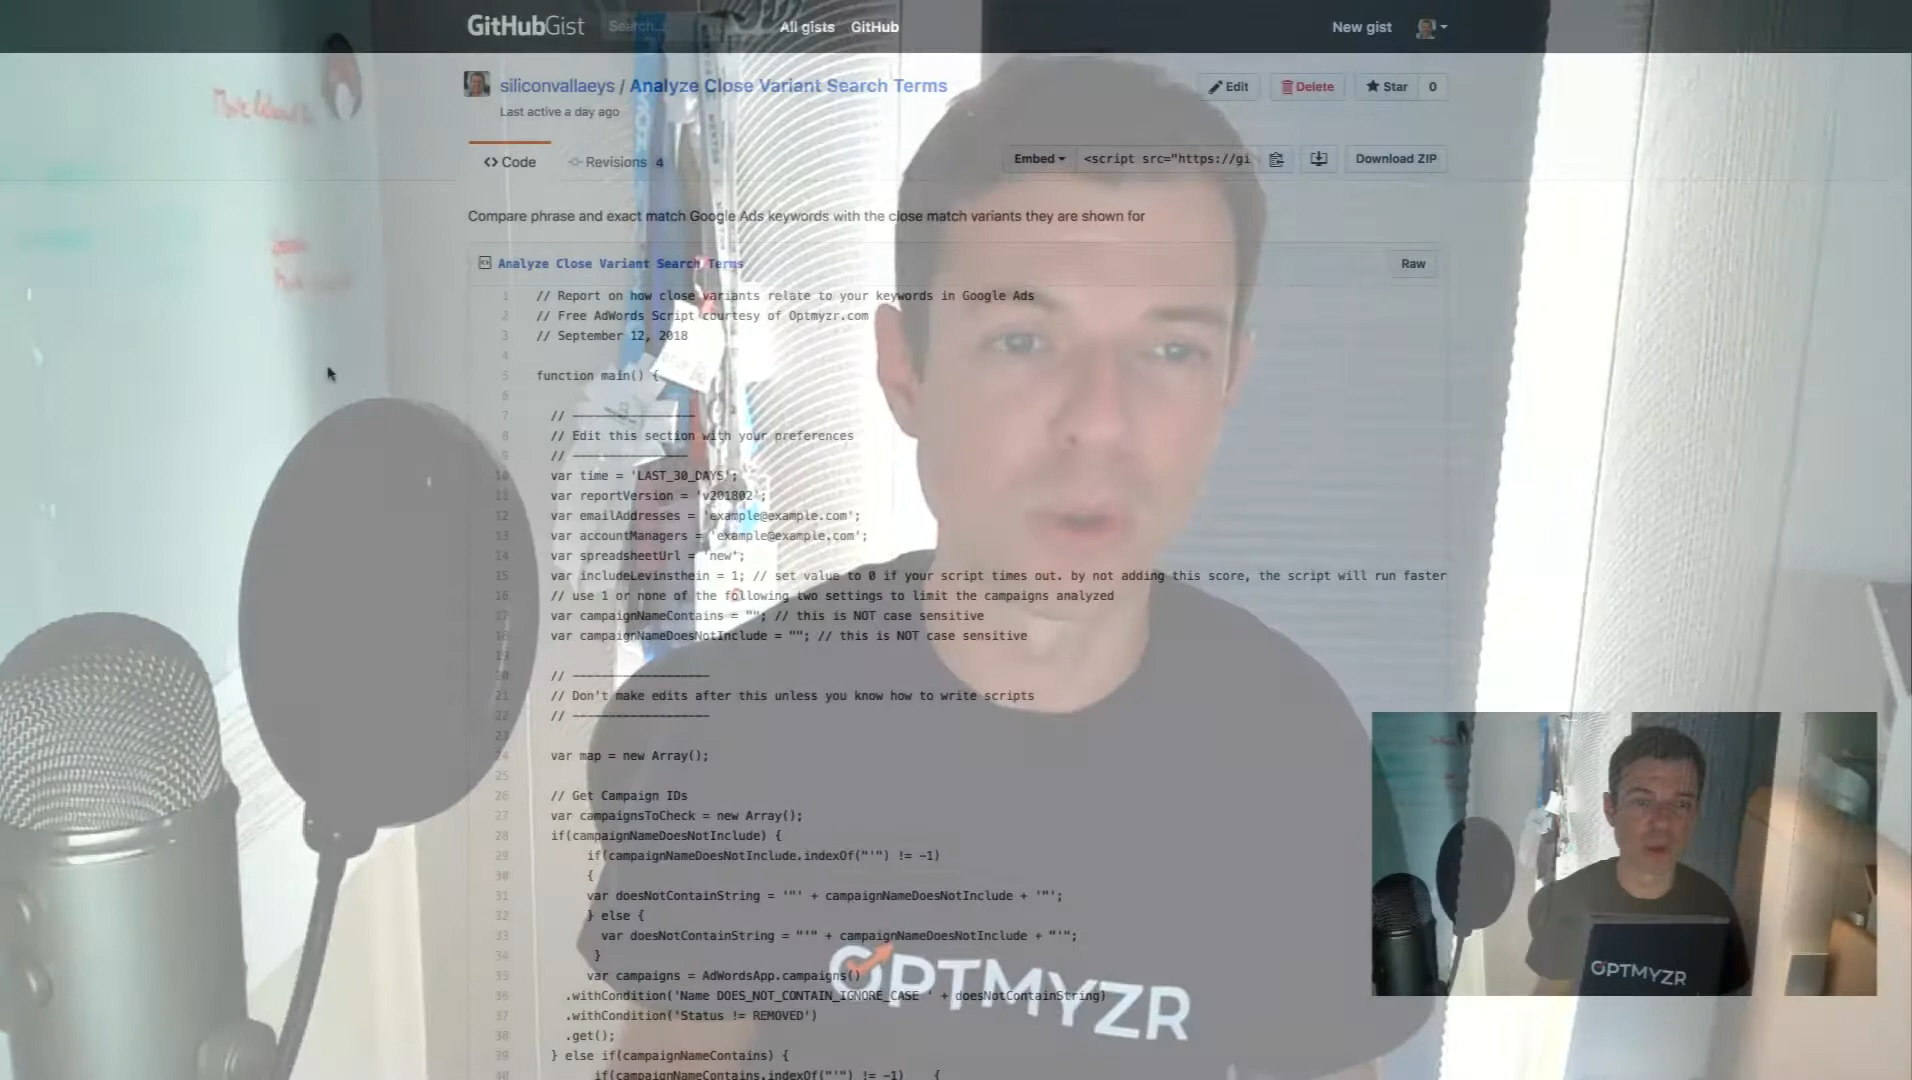 GitHubGist Search... All gists GitHub New gist
siliconvallaeys / Analyze Close Variant Search Terms Edit Delete Star 0
Last active a day ago
<> Code Revisions 4 Embed <script src="https://gi Download ZIP
Compare phrase and exact match Google Ads keywords with the close match variants they are shown for
Analyze Close Variant Search Terms Raw
1 // Report on how close variants relate to your keywords in Google Ads
2 // Free AdWords Script courtesy of Optmyzr.com
3 // September 12, 2018
4
5 function main() {
6
7 // -----------------
8 // Edit this section with your preferences
9 // ----------------
10 var time = 'LAST_30_DAYS';
11 var reportVersion = 'v201802';
12 var emailAddresses = 'example@example.com';
13 var accountManagers = 'example@example.com';
14 var spreadsheetUrl = 'new';
15 var includeLevinsthein = 1; // set value to 0 if your script times out. by not adding this score, the script will run faster
16 // use 1 or none of the following two settings to limit the campaigns analyzed
17 var campaignNameContains = ""; // this is NOT case sensitive
18 var campaignNameDoesNotInclude = ""; // this is NOT case sensitive
19
20 // -------------------
21 // Don't make edits after this unless you know how to write scripts
22 // -------------------
23
24 var map = new Array();
25
26 // Get Campaign IDs
27 var campaignsToCheck = new Array();
28 if(campaignNameDoesNotInclude) {
29 if(campaignNameDoesNotInclude.indexOf("'") != -1)
30 {
31 var doesNotContainString = '"' + campaignNameDoesNotInclude + '"';
32 } else {
33 var doesNotContainString = "'" + campaignNameDoesNotInclude + "'";
34 }
35 var campaigns = AdWordsApp.campaigns()
36 .withCondition('Name DOES_NOT_CONTAIN_IGNORE_CASE ' + doesNotContainString)
37 .withCondition('Status != REMOVED')
38 .get();
39 } else if(campaignNameContains) {
40 if(campaignNameContains.indexOf("'") != -1) {
OPTMYZR
OPTMYZR